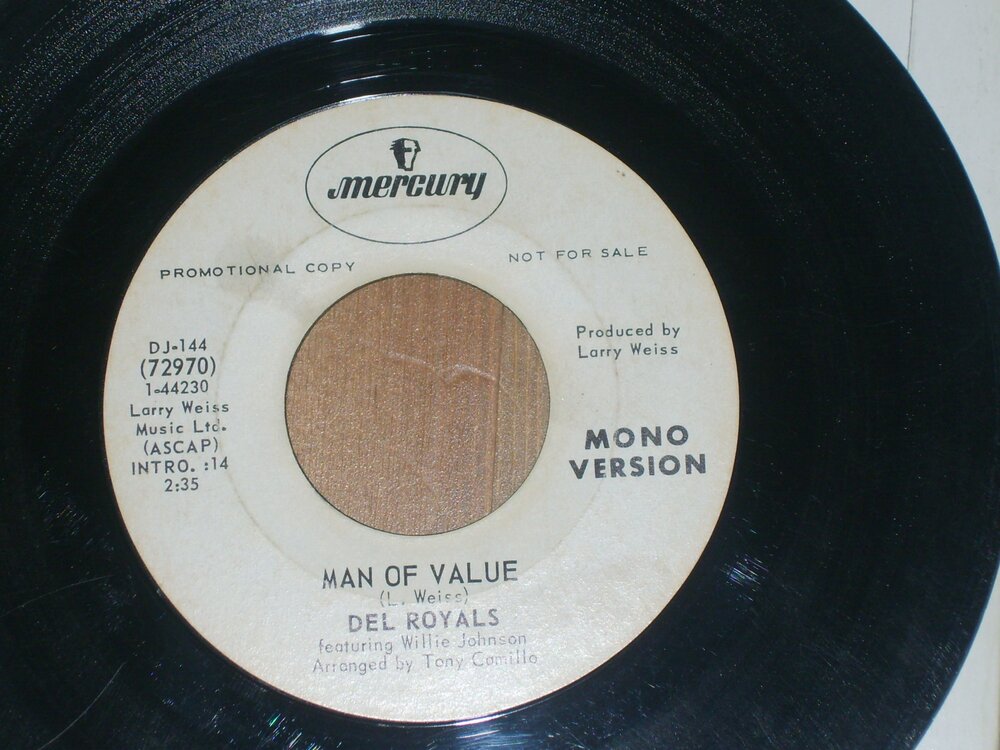 mercury
PROMOTIONAL COPY
NOT FOR SALE
DJ-144
(72970)
1-44230
Larry Weiss
Music Ltd.
(ASCAP)
INTRO. :14
2:35
Produced by
Larry Weiss
MONO
VERSION
MAN OF VALUE
(L. Weiss)
DEL ROYALS
featuring Willie Johnson
Arranged by Tony Camillo